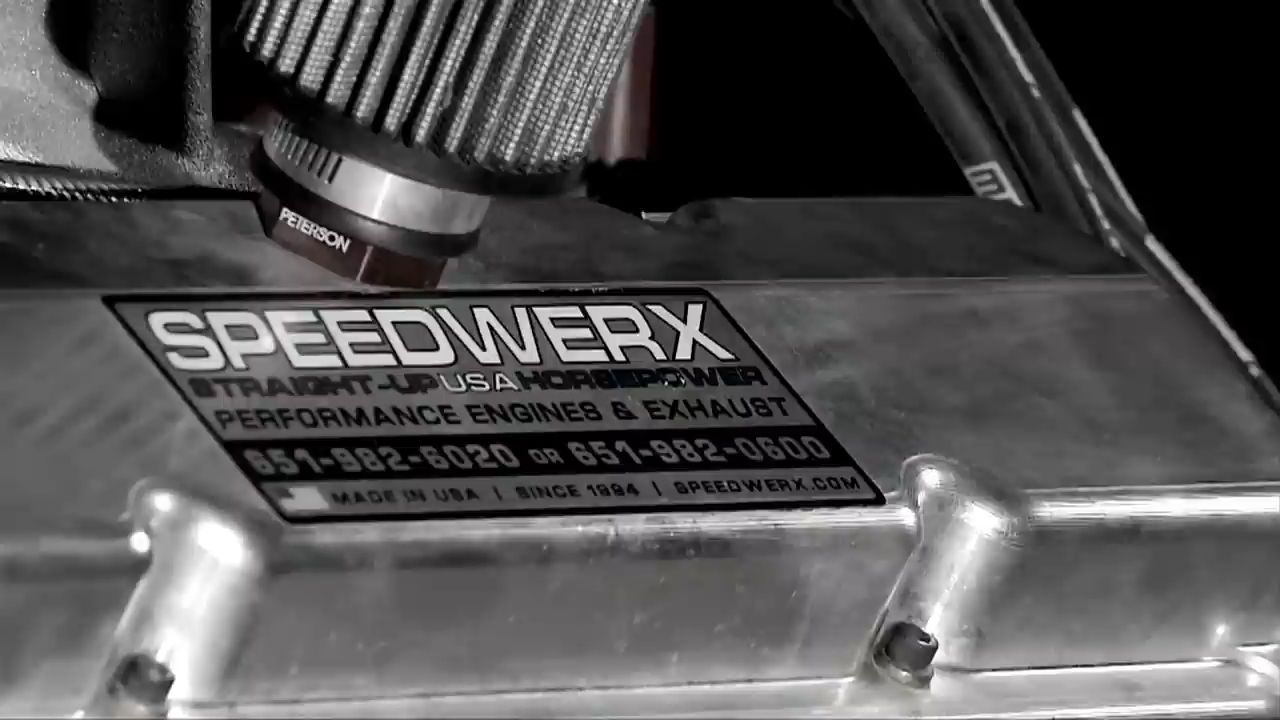 PETERSON
SPEEDWERX
STRAIGHT-UP USA HORSEPOWER
PERFORMANCE ENGINES & EXHAUST
651-982-6020 OR 651-982-0600
MADE IN USA | SINCE 1994 | SPEEDWERX.COM